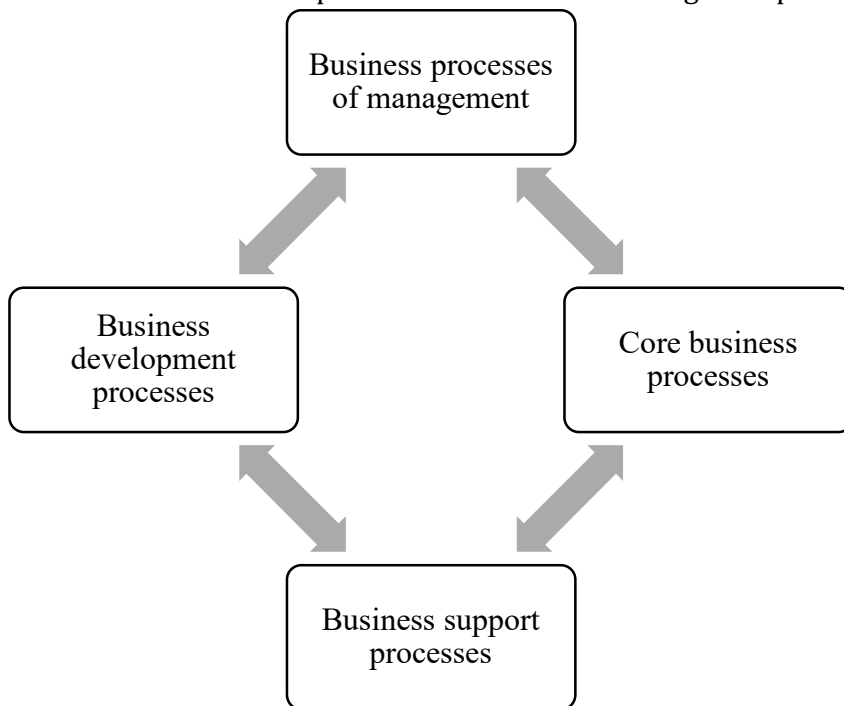 Business processes
of management
Business
development
processes
Core business
processes
Business support
processes